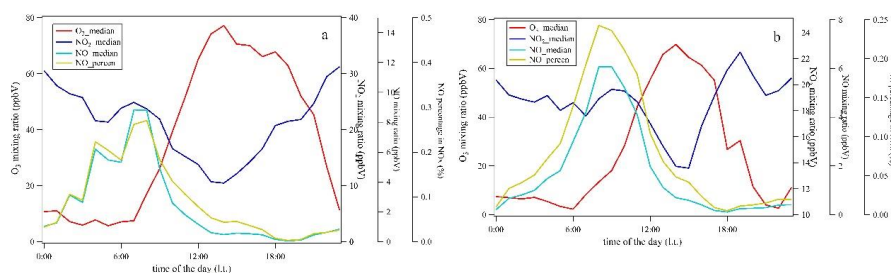 a
O₃_median
NO₂_median
NO_median
NO_percen
80
60
40
20
0
O₃ mixing ratio (ppbV)
0:00
6:00
12:00
18:00
time of the day (l.t.)
40
30
20
10
0
NO₂ mixing ratio (ppbV)
14
12
10
8
6
4
2
0
NO mixing ratio (ppbV)
0.5
0.4
0.3
0.2
0.1
0.0
NO percentage in NOx (%)
b
O₃_median
NO₂_median
NO_median
NO_percen
80
60
40
20
0
O₃ mixing ratio (ppbV)
0:00
6:00
12:00
18:00
time of the day (l.t.)
24
22
20
18
16
14
12
10
NO₂ mixing ratio (ppbV)
8
6
0
NO mixing ratio (ppbV)
0.25
0.20
0.15
0.10
0.05
0.00